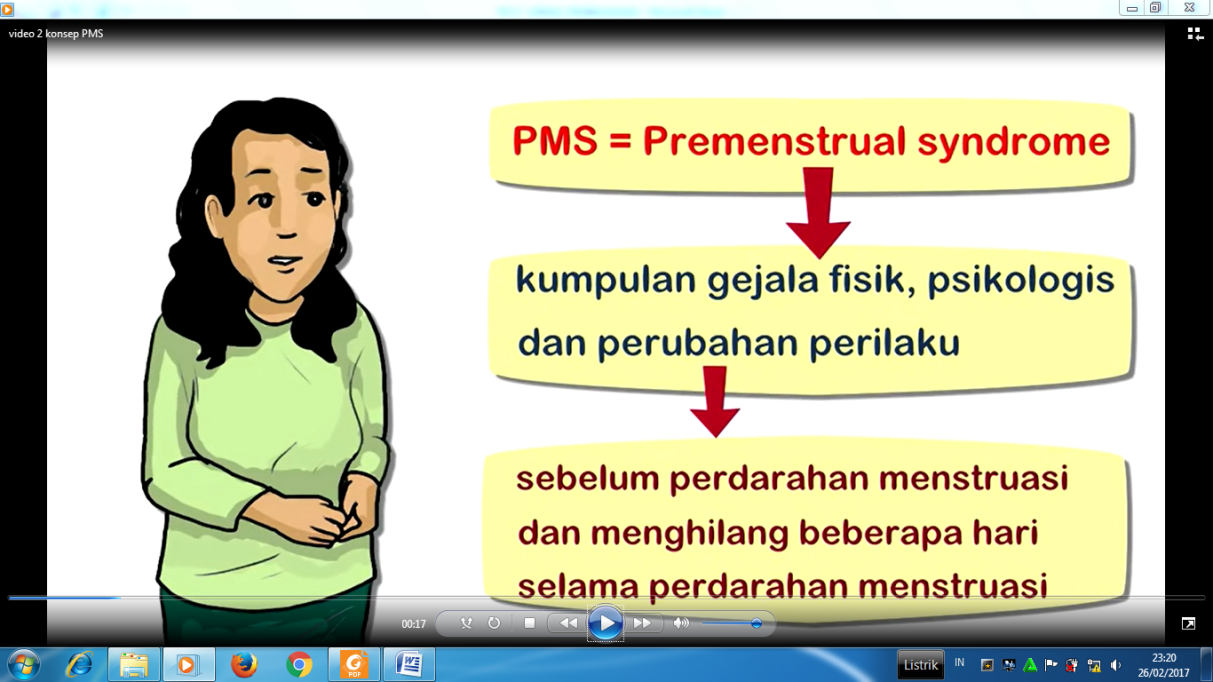 video 2 konsep PMS
PMS = Premenstrual syndrome
kumpulan gejala fisik, psikologis
dan perubahan perilaku
sebelum perdarahan menstruasi
dan menghilang beberapa hari
selama perdarahan menstruasi
00:17
PDF
Listrik
IN
23:20
26/02/2017